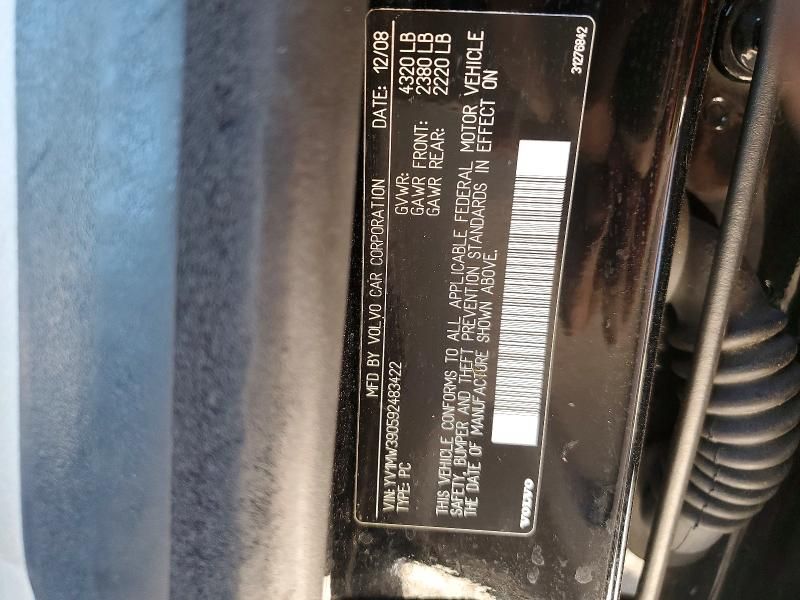 MFD BY VOLVO CAR CORPORATION DATE: 12/08
VIN: YV1MW390592483422 GVWR: 4320 LB
TYPE: PC GAWR FRONT: 2380 LB
GAWR REAR: 2220 LB
THIS VEHICLE CONFORMS TO ALL APPLICABLE FEDERAL MOTOR VEHICLE
SAFETY, BUMPER AND THEFT PREVENTION STANDARDS IN EFFECT ON
THE DATE OF MANUFACTURE SHOWN ABOVE.
VOLVO 31276842